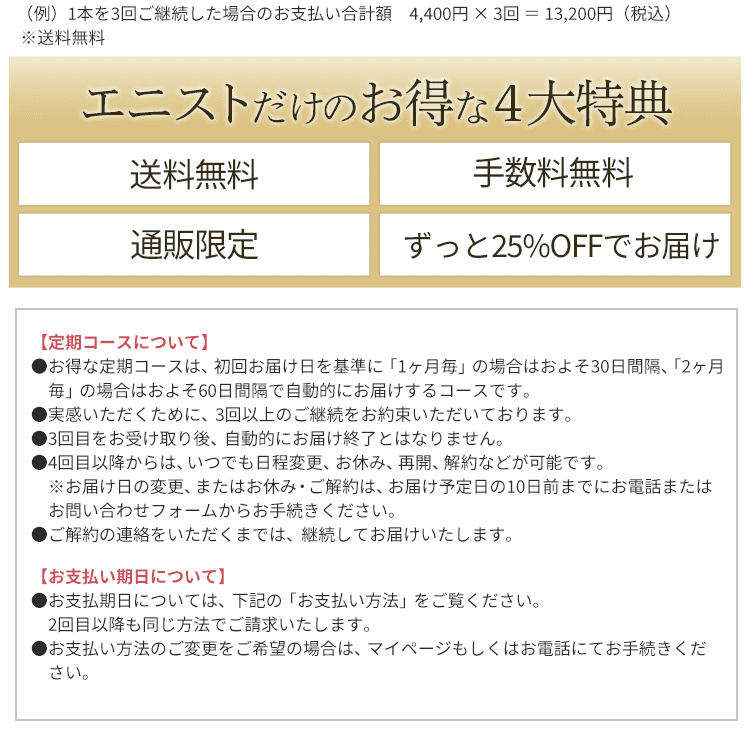 （例）1本を3回ご継続した場合のお支払い合計額　4,400円 × 3回 ＝ 13,200円（税込）
※送料無料
エニストだけのお得な４大特典
送料無料
手数料無料
通販限定
ずっと25%OFFでお届け
【定期コースについて】
●お得な定期コースは、初回お届け日を基準に「1ヶ月毎」の場合はおよそ30日間隔、「2ヶ月
毎」の場合はおよそ60日間隔で自動的にお届けするコースです。
●実感いただくために、3回以上のご継続をお約束いただいております。
●3回目をお受け取り後、自動的にお届け終了とはなりません。
●4回目以降からは、いつでも日程変更、お休み、再開、解約などが可能です。
※お届け日の変更、またはお休み・ご解約は、お届け予定日の10日前までにお電話または
お問い合わせフォームからお手続きください。
●ご解約の連絡をいただくまでは、継続してお届けいたします。
【お支払い期日について】
●お支払期日については、下記の「お支払い方法」をご覧ください。
2回目以降も同じ方法でご請求いたします。
●お支払い方法のご変更をご希望の場合は、マイページもしくはお電話にてお手続きくだ
さい。